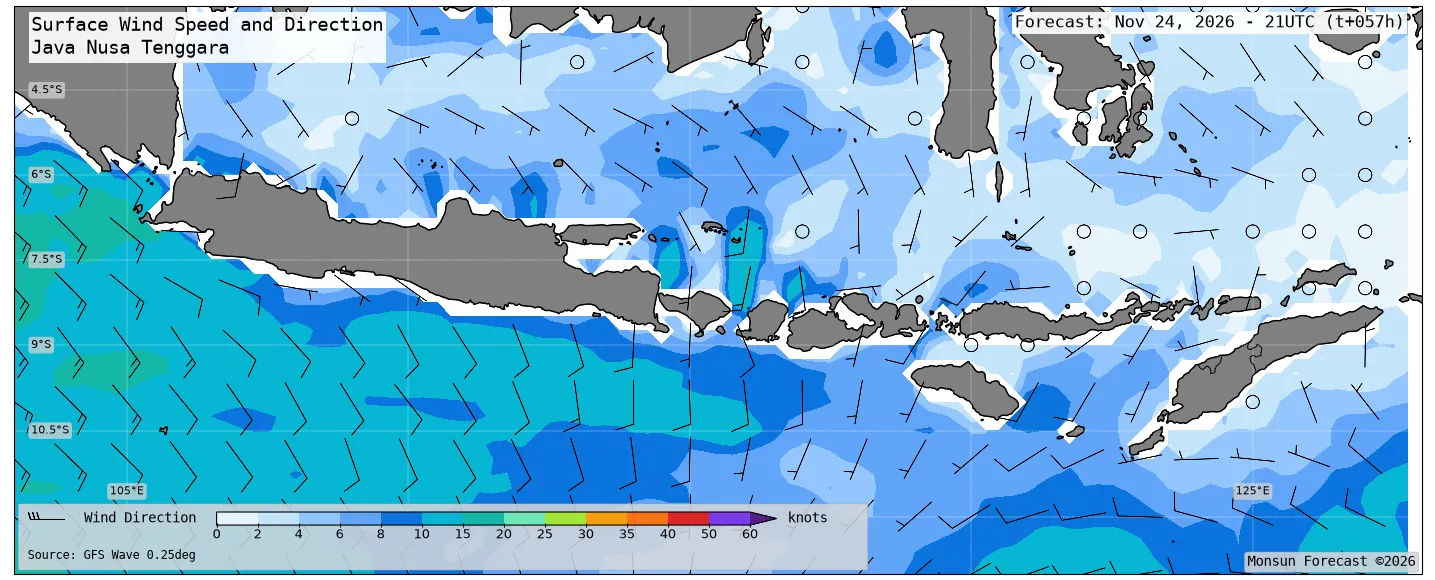 Surface Wind Speed and Direction
Java Nusa Tenggara
Forecast: Nov 24, 2026 - 21UTC (t+057h)
4.5°S
6°S
7.5°S
9°S
10.5°S
105°E
125°E
Wind Direction
0 2 4 6 8 10 15 20 25 30 35 40 50 60
knots
Source: GFS Wave 0.25deg
Monsun Forecast ©2026